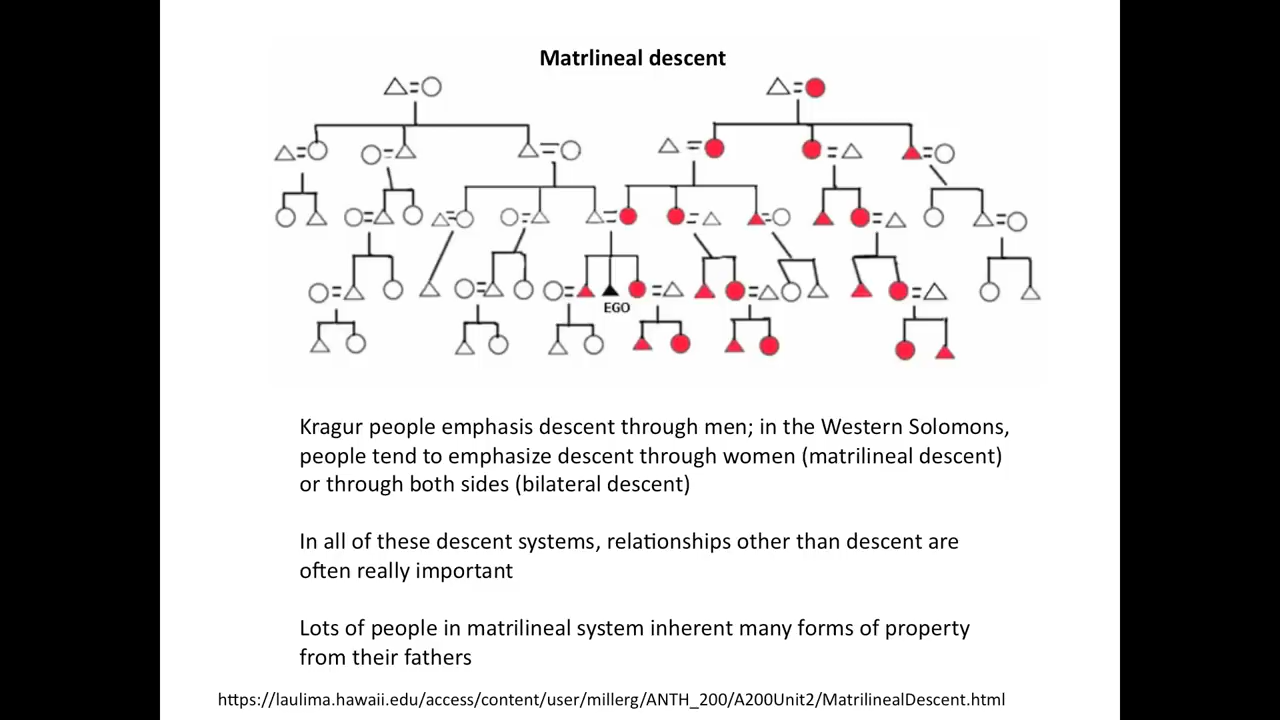 Matrlineal descent
EGO
Kragur people emphasis descent through men; in the Western Solomons,
people tend to emphasize descent through women (matrilineal descent)
or through both sides (bilateral descent)
In all of these descent systems, relationships other than descent are
often really important
Lots of people in matrilineal system inherent many forms of property
from their fathers
https://laulima.hawaii.edu/access/content/user/millerg/ANTH_200/A200Unit2/MatrilinealDescent.html